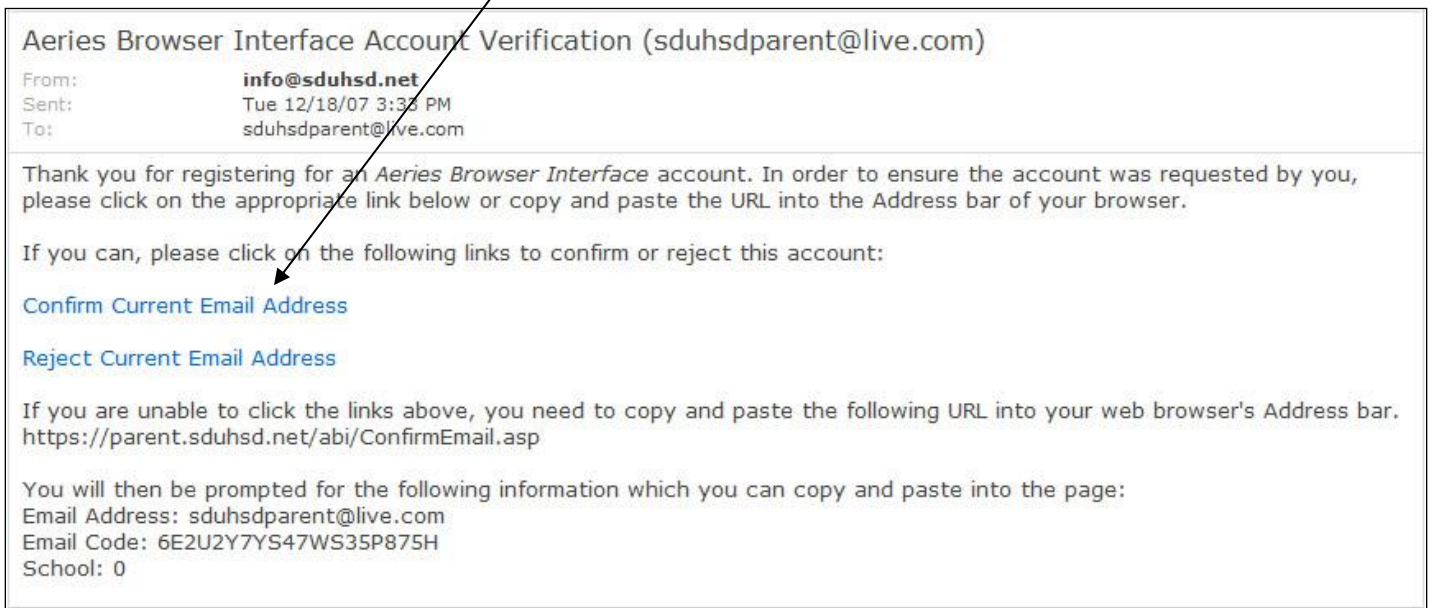 Aeries Browser Interface Account Verification (sduhsdparent@live.com)
From: info@sduhsd.net
Sent: Tue 12/18/07 3:33 PM
To: sduhsdparent@live.com
Thank you for registering for an Aeries Browser Interface account. In order to ensure the account was requested by you,
please click on the appropriate link below or copy and paste the URL into the Address bar of your browser.
If you can, please click on the following links to confirm or reject this account:
Confirm Current Email Address
Reject Current Email Address
If you are unable to click the links above, you need to copy and paste the following URL into your web browser's Address bar.
https://parent.sduhsd.net/abi/ConfirmEmail.asp
You will then be prompted for the following information which you can copy and paste into the page:
Email Address: sduhsdparent@live.com
Email Code: 6E2U2Y7YS47WS35P875H
School: 0